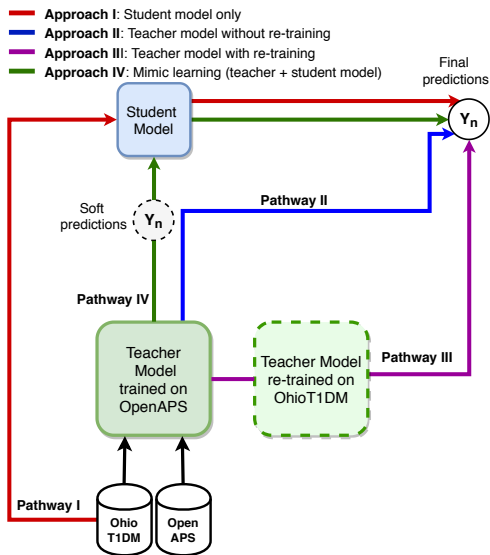 Approach I: Student model only
Approach II: Teacher model without re-training
Approach III: Teacher model with re-training
Approach IV: Mimic learning (teacher + student model)
Final
predictions
Student
Model
Yn
Soft
predictions
Yn
Pathway II
Pathway IV
Teacher
Model
trained on
OpenAPS
Teacher Model
re-trained on
OhioT1DM
Pathway III
Pathway I
Ohio
T1DM
Open
APS